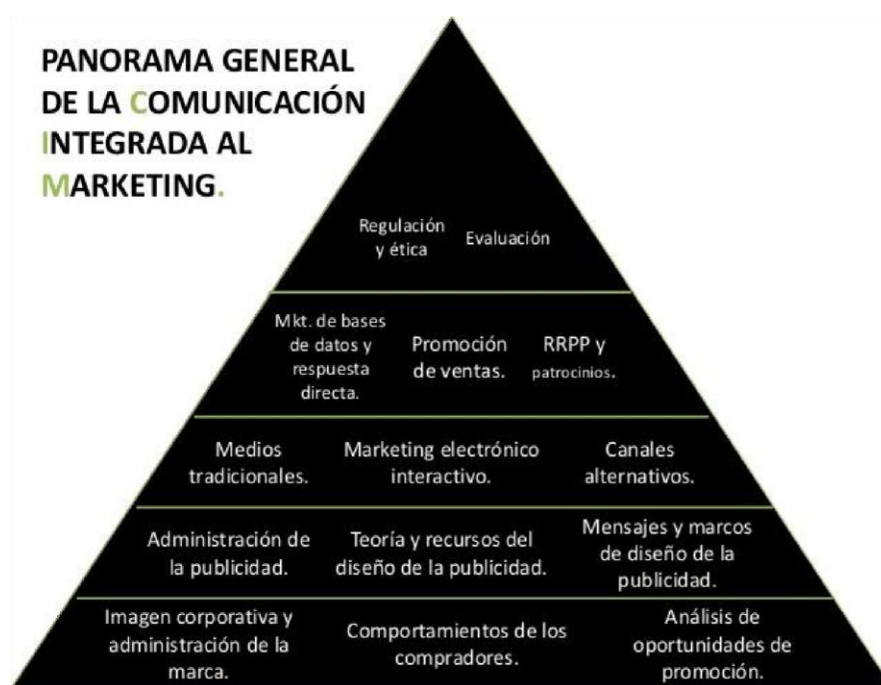 PANORAMA GENERAL
DE LA COMUNICACIÓN
INTEGRADA AL
MARKETING.
Regulación
y ética
Evaluación
Mkt. de bases
de datos y
respuesta
directa.
Promoción
de ventas.
RRPP y
patrocinios.
Medios
tradicionales.
Marketing electrónico
interactivo.
Canales
alternativos.
Administración de
la publicidad.
Teoría y recursos del
diseño de la publicidad.
Mensajes y marcos
de diseño de la
publicidad.
Imagen corporativa y
administración de la
marca.
Comportamientos de los
compradores.
Análisis de
oportunidades de
promoción.